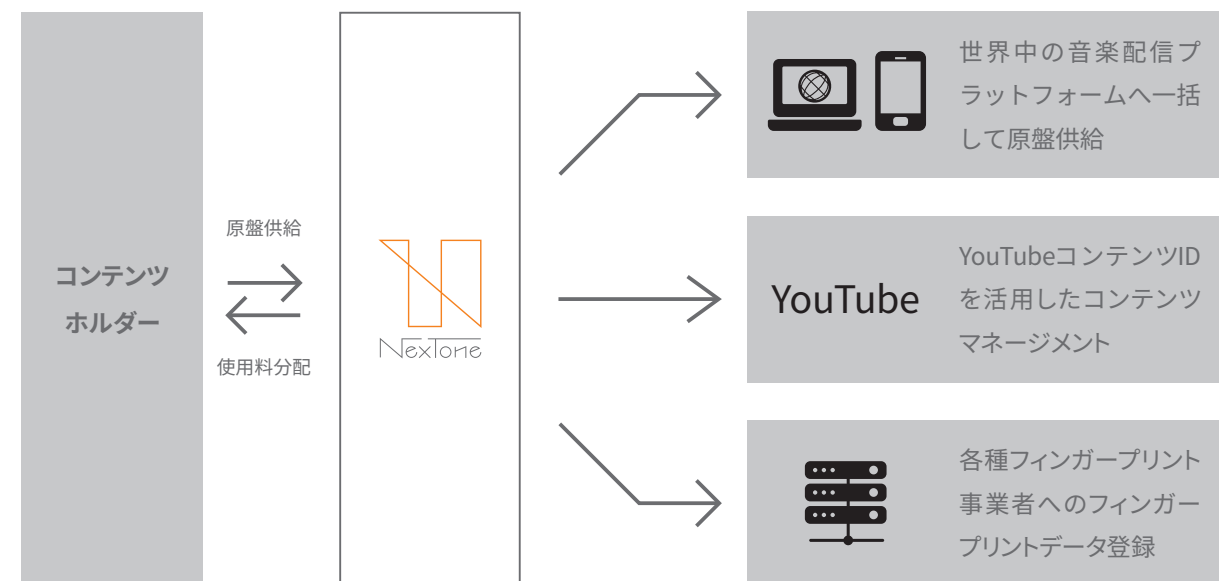 コンテンツ
ホルダー
原盤供給
使用料分配
NexTone
世界中の音楽配信プ
ラットフォームへ一括
して原盤供給
YouTube
YouTubeコンテンツID
を活用したコンテンツ
マネージメント
各種フィンガープリント
事業者へのフィンガー
プリントデータ登録